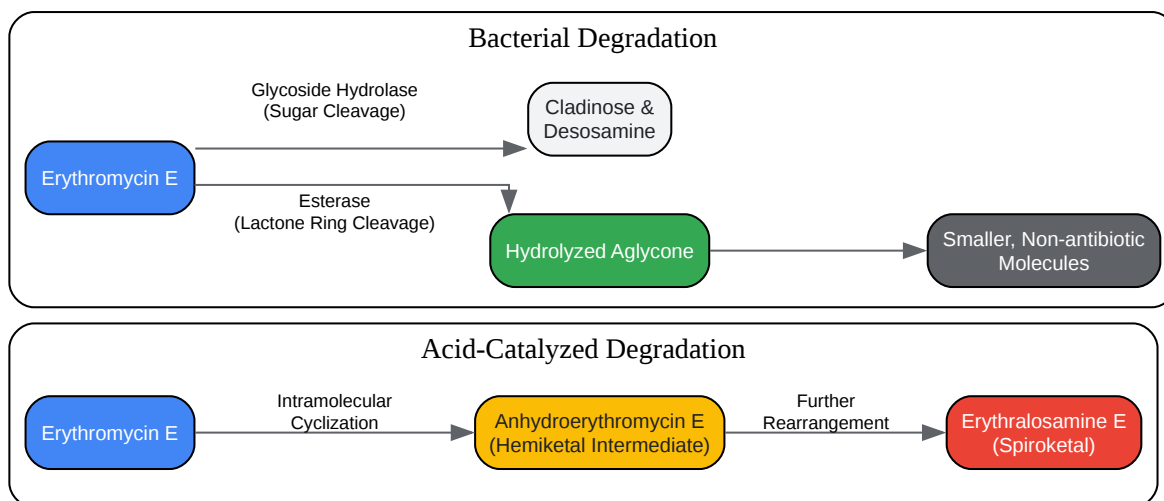 Bacterial Degradation
Glycoside Hydrolase
(Sugar Cleavage)
Cladinose &
Desosamine
Erythromycin E
Esterase
(Lactone Ring Cleavage)
Hydrolyzed Aglycone
Smaller, Non-antibiotic
Molecules
Acid-Catalyzed Degradation
Erythromycin E
Intramolecular
Cyclization
Anhydroerythromycin E
(Hemiketal Intermediate)
Further
Rearrangement
Erythralosamine E
(Spiroketal)